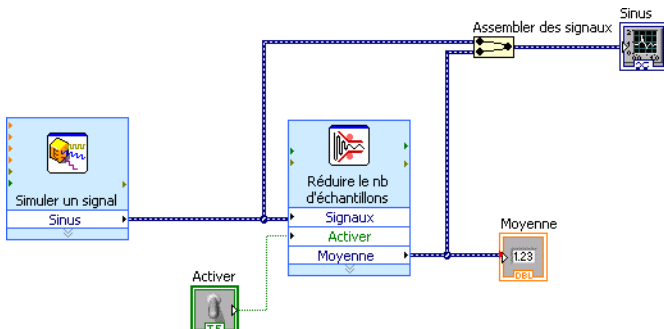 Sinus
Assembler des signaux
Simuler un signal
Sinus
Réduire le nb
d'échantillons
Signaux
Activer
Moyenne
Moyenne
1.23
DBL
Activer
TF